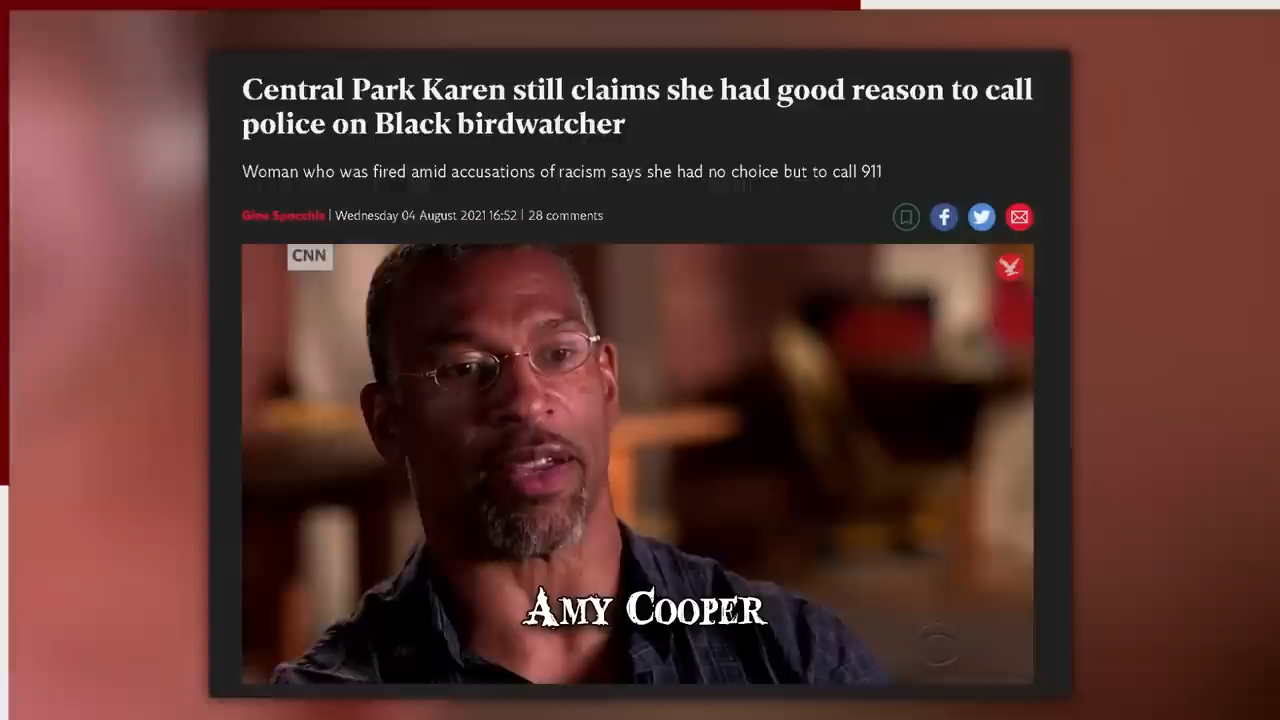 Central Park Karen still claims she had good reason to call
police on Black birdwatcher
Woman who was fired amid accusations of racism says she had no choice but to call 911
Gino Spocchia | Wednesday 04 August 2021 16:52 | 28 comments
CNN
AMY COOPER